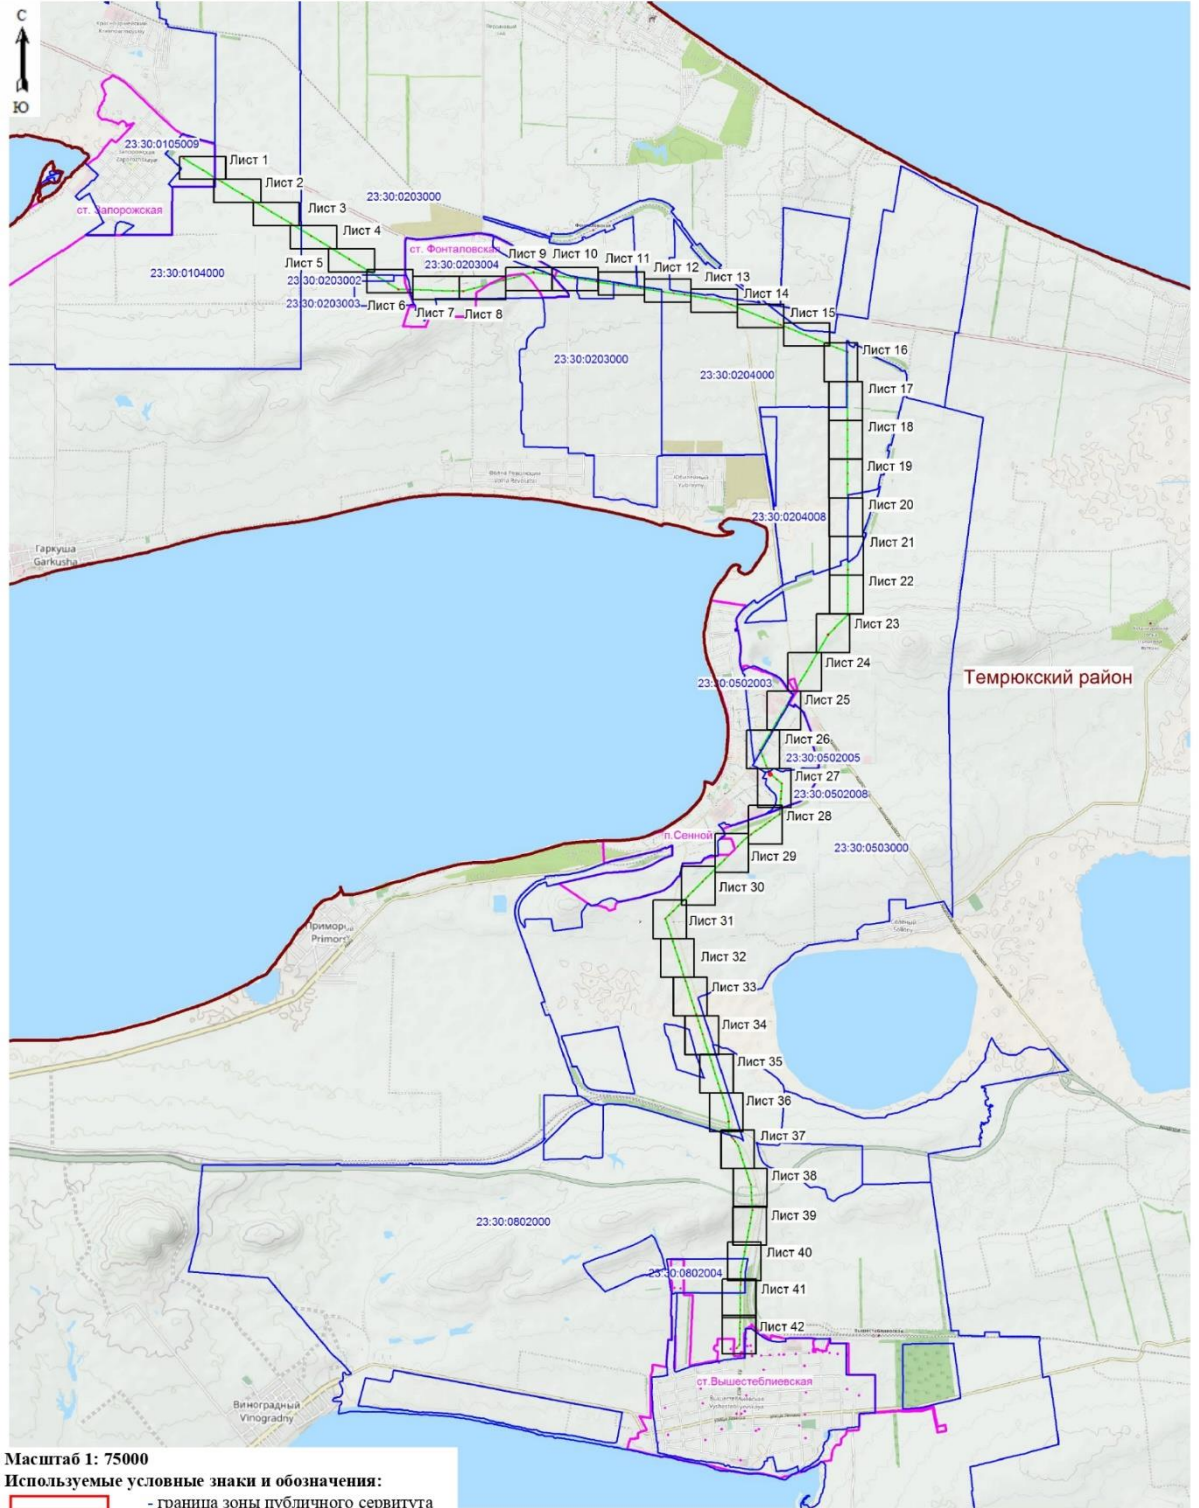 С
Ю
23:30:0105009
Лист 1
Лист 2
ст. Запорожская
23:30:0203000
Лист 3
Лист 4
ст. Фонталовская
Лист 5
23:30:0203004
Лист 9
Лист 10
Лист 11
Лист 12
Лист 13
23:30:0104000
23:30:0203002
23:30:0203003
Лист 6
Лист 7
Лист 8
Лист 14
Лист 15
Лист 16
23:30:0203000
23:30:0204000
Лист 17
Лист 18
Лист 19
Лист 20
23:30:0204008
Лист 21
Гаркуша
Garkusha
Лист 22
Лист 23
Лист 24
23:30:0502003
Темрюкский район
Лист 25
Лист 26
23:30:0502005
Лист 27
23:30:0502008
Лист 28
п.Сенной
23:30:0503000
Лист 29
Лист 30
Лист 31
Лист 32
Лист 33
Лист 34
Лист 35
Лист 36
Лист 37
Лист 38
Лист 39
23:30:0802000
Лист 40
23:30:0802004
Лист 41
Лист 42
ст.Вышестеблиевская
Виноградный
Vinogradny
Масштаб 1: 75000
Используемые условные знаки и обозначения:
- граница зоны публичного сервитута